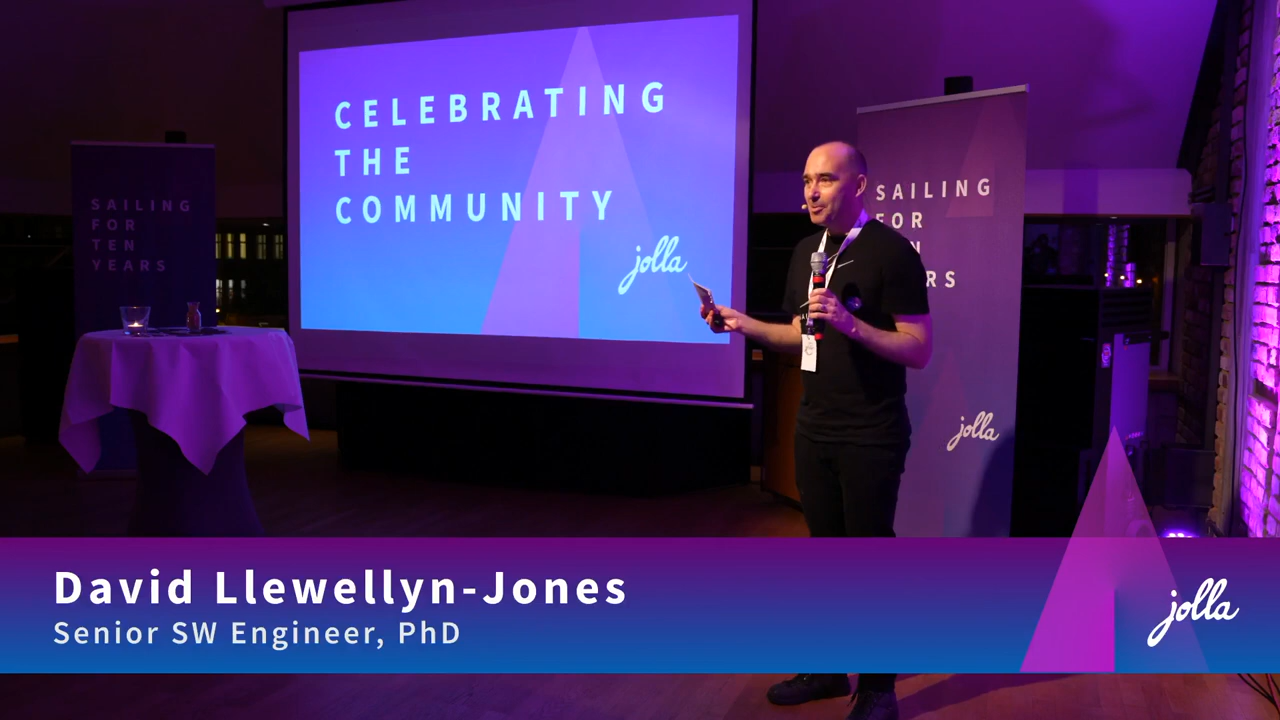 CELEBRATING
THE
COMMUNITY
jolla
SAILING
FOR
TEN
YEARS
SAILING
FOR
jolla
David Llewellyn-Jones
Senior SW Engineer, PhD
jolla